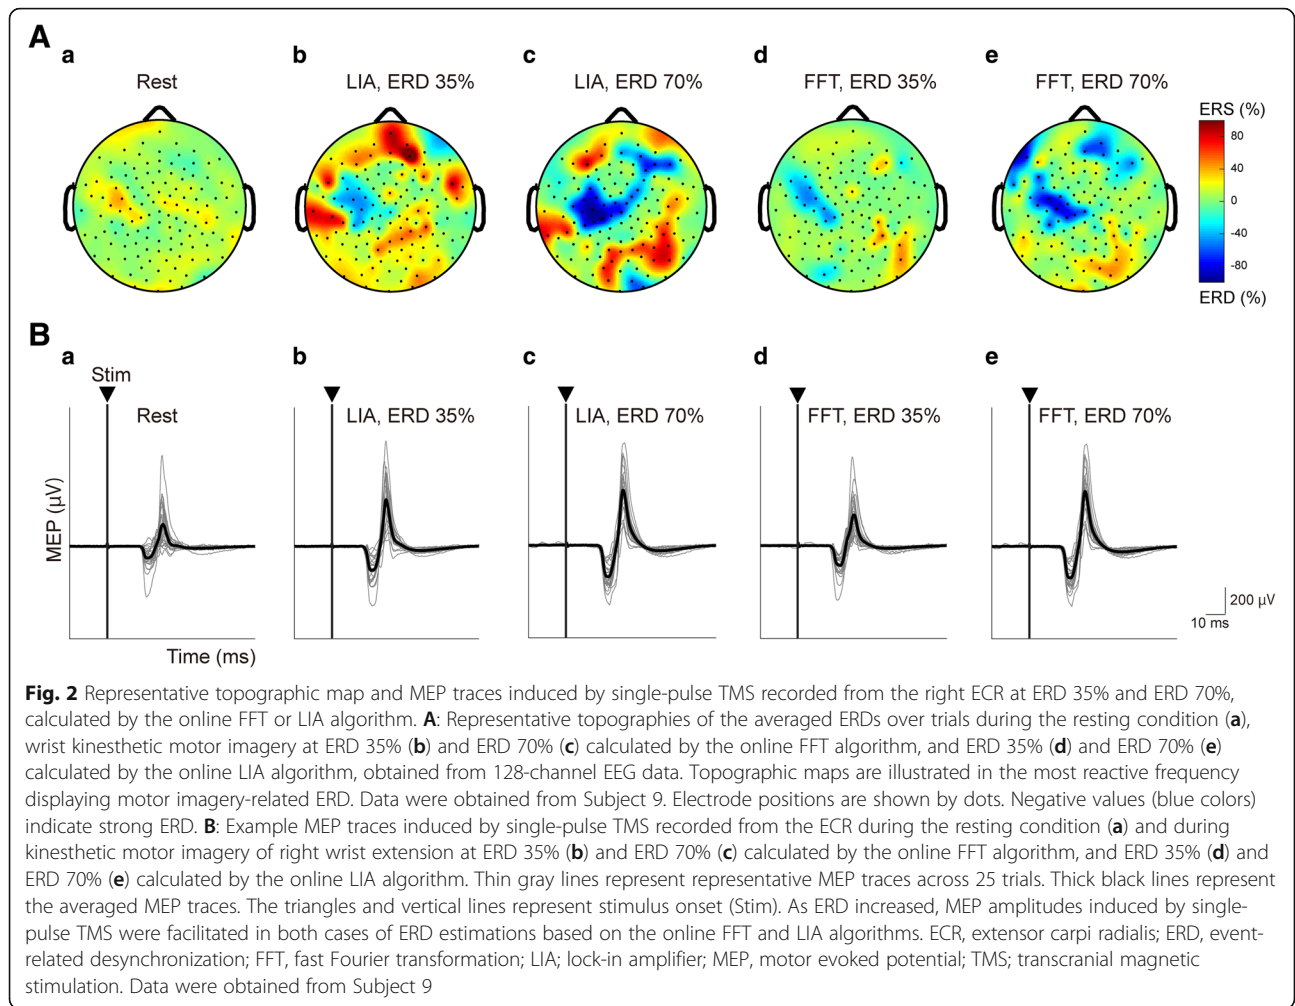 A
a
b
c
d
e
Rest
LIA, ERD 35%
LIA, ERD 70%
FFT, ERD 35%
FFT, ERD 70%
ERS (%)
80
40
0
-40
-80
ERD (%)
B
a
b
c
d
e
Stim
Rest
LIA, ERD 35%
LIA, ERD 70%
FFT, ERD 35%
FFT, ERD 70%
MEP (µV)
200 µV
10 ms
Time (ms)
Fig. 2 Representative topographic map and MEP traces induced by single-pulse TMS recorded from the right ECR at ERD 35% and ERD 70%,
calculated by the online FFT or LIA algorithm. A: Representative topographies of the averaged ERDs over trials during the resting condition (a),
wrist kinesthetic motor imagery at ERD 35% (b) and ERD 70% (c) calculated by the online FFT algorithm, and ERD 35% (d) and ERD 70% (e)
calculated by the online LIA algorithm, obtained from 128-channel EEG data. Topographic maps are illustrated in the most reactive frequency
displaying motor imagery-related ERD. Data were obtained from Subject 9. Electrode positions are shown by dots. Negative values (blue colors)
indicate strong ERD. B: Example MEP traces induced by single-pulse TMS recorded from the ECR during the resting condition (a) and during
kinesthetic motor imagery of right wrist extension at ERD 35% (b) and ERD 70% (c) calculated by the online FFT algorithm, and ERD 35% (d) and
ERD 70% (e) calculated by the online LIA algorithm. Thin gray lines represent representative MEP traces across 25 trials. Thick black lines represent
the averaged MEP traces. The triangles and vertical lines represent stimulus onset (Stim). As ERD increased, MEP amplitudes induced by single-
pulse TMS were facilitated in both cases of ERD estimations based on the online FFT and LIA algorithms. ECR, extensor carpi radialis; ERD, event-
related desynchronization; FFT, fast Fourier transformation; LIA; lock-in amplifier; MEP, motor evoked potential; TMS; transcranial magnetic
stimulation. Data were obtained from Subject 9